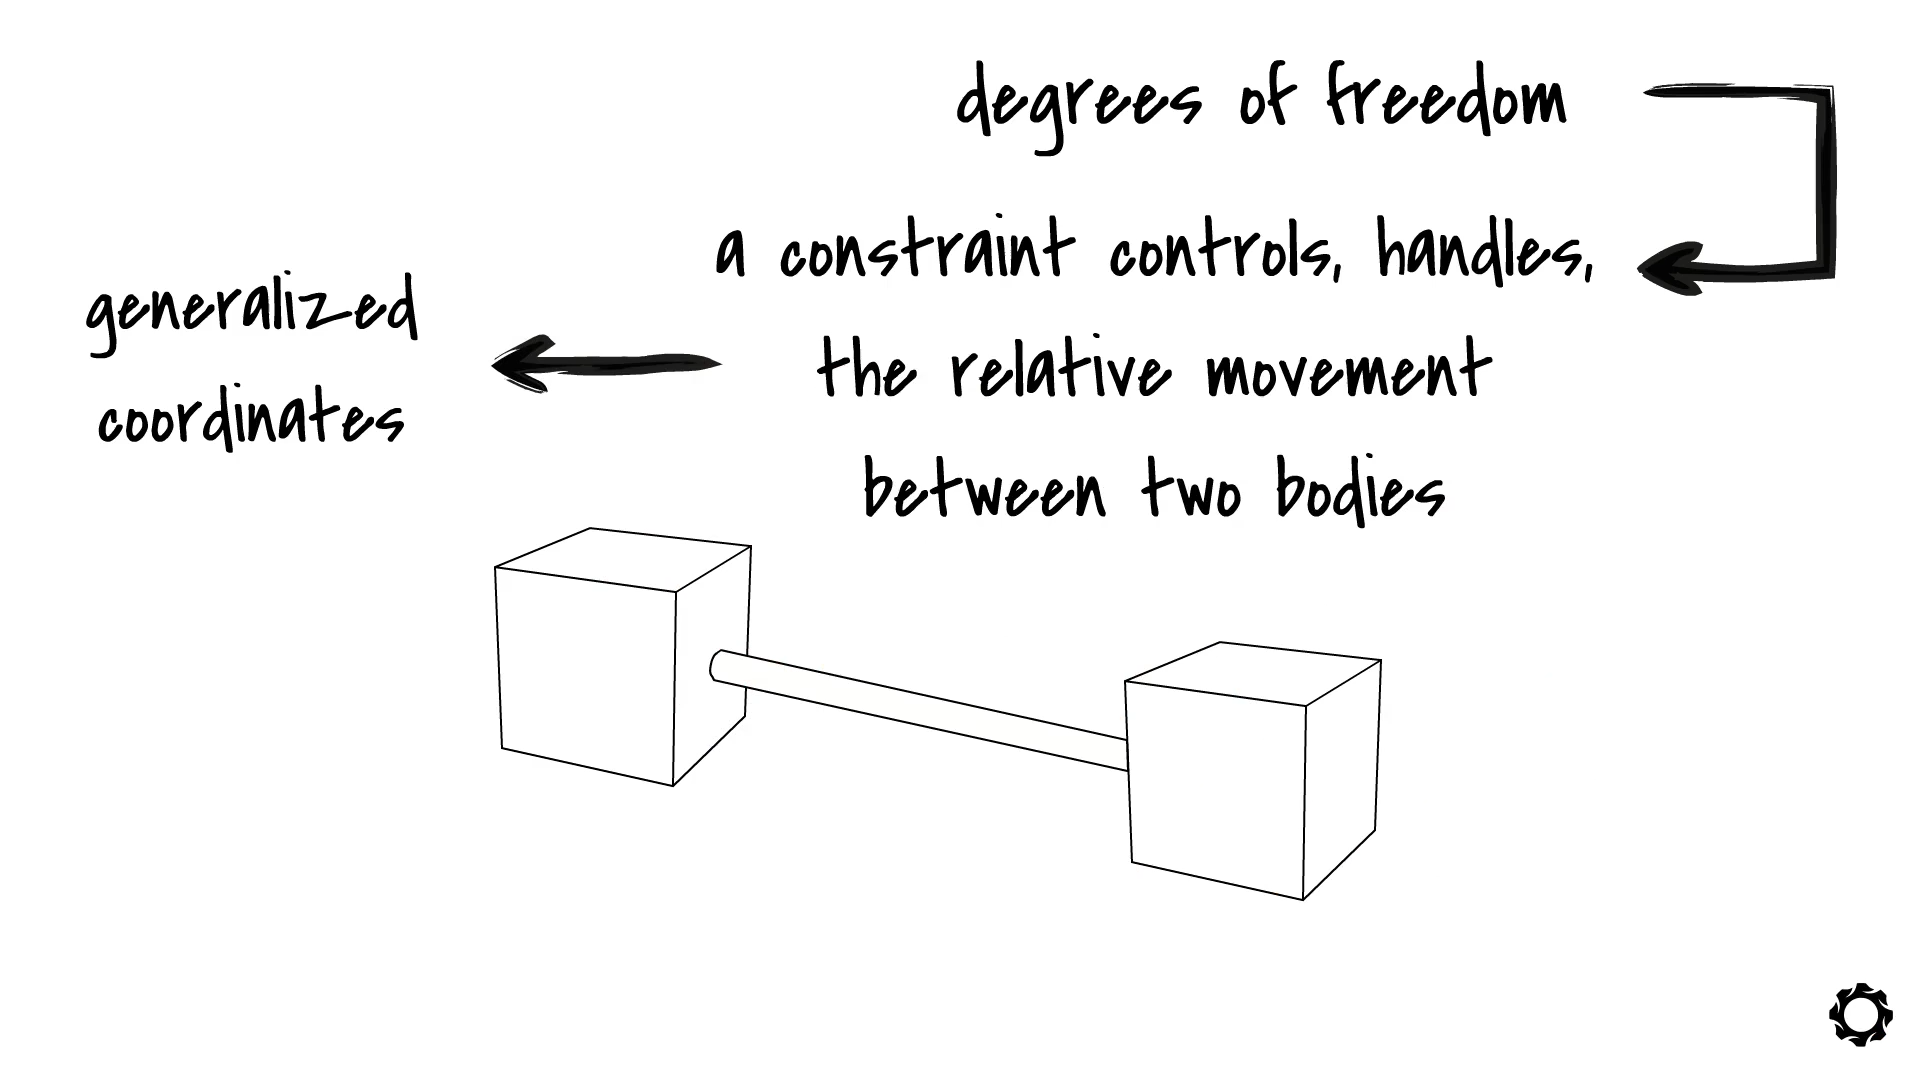 degrees of freedom
a constraint controls, handles,
the relative movement
between two bodies
generalized
coordinates